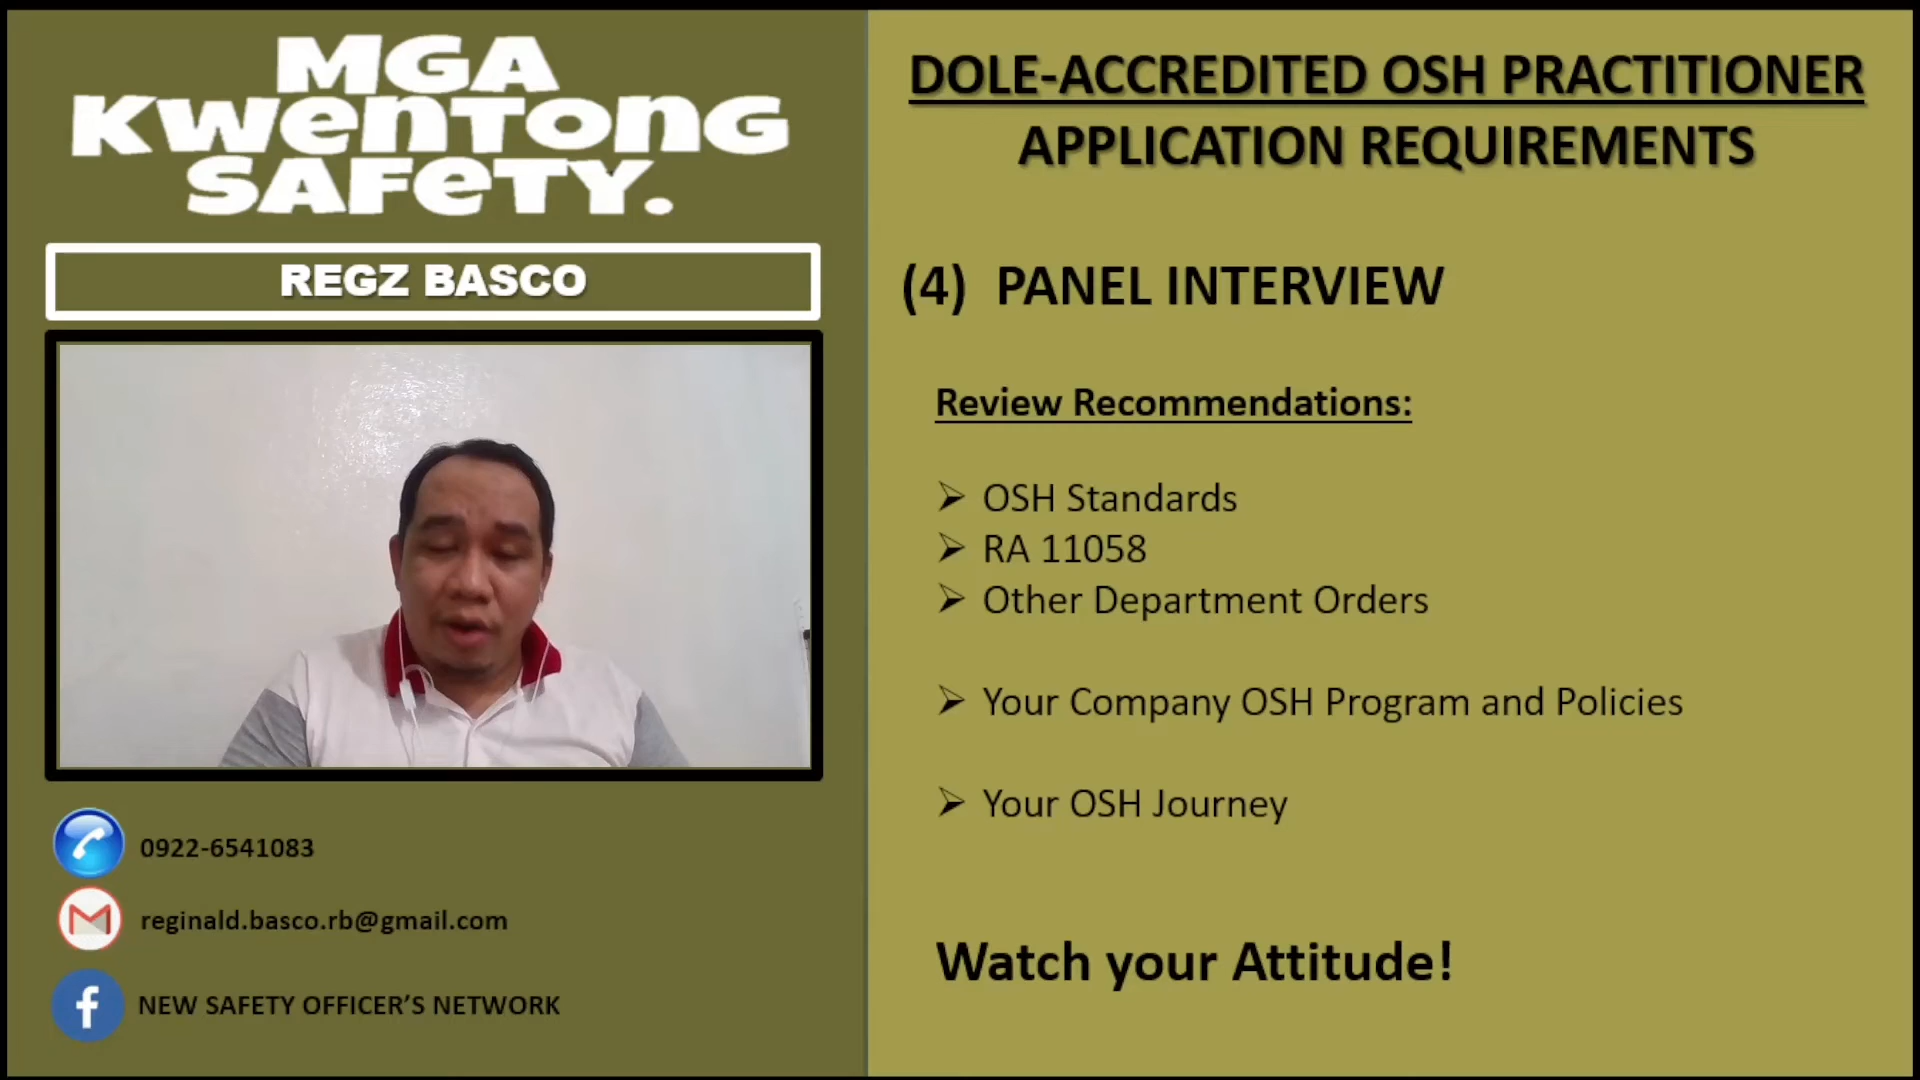 MGA
KWENTONG
SAFETY.
REGZ BASCO
0922-6541083
reginald.basco.rb@gmail.com
NEW SAFETY OFFICER'S NETWORK
DOLE-ACCREDITED OSH PRACTITIONER
APPLICATION REQUIREMENTS
(4) PANEL INTERVIEW
Review Recommendations:
➢ OSH Standards
➢ RA 11058
➢ Other Department Orders
➢ Your Company OSH Program and Policies
➢ Your OSH Journey
Watch your Attitude!